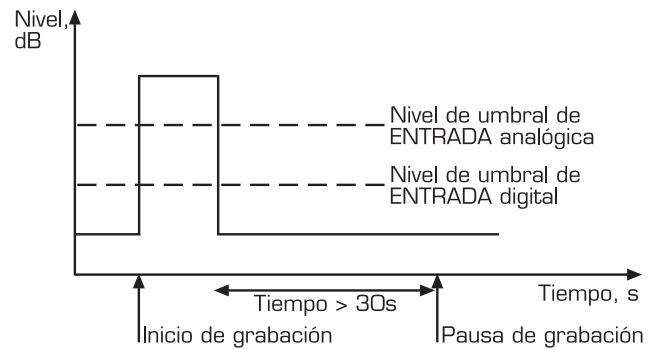 Nivel,
dB
Nivel de umbral de
ENTRADA analógica
Nivel de umbral de
ENTRADA digital
Tiempo > 30s
Tiempo, s
Inicio de grabación
Pausa de grabación